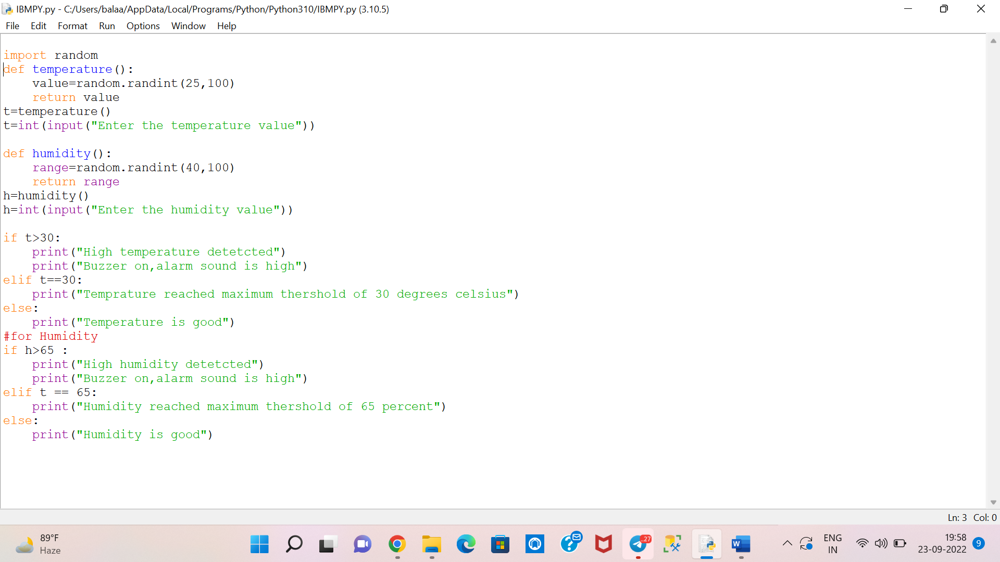 IBMPY.py - C:/Users/balaa/AppData/Local/Programs/Python/Python310/IBMPY.py (3.10.5)
File Edit Format Run Options Window Help
import random
def temperature():
    value=random.randint(25,100)
    return value
t=temperature()
t=int(input("Enter the temperature value"))

def humidity():
    range=random.randint(40,100)
    return range
h=humidity()
h=int(input("Enter the humidity value"))

if t>30:
    print("High temperature detetcted")
    print("Buzzer on,alarm sound is high")
elif t==30:
    print("Temprature reached maximum thershold of 30 degrees celsius")
else:
    print("Temperature is good")
#for Humidity
if h>65 :
    print("High humidity detetcted")
    print("Buzzer on,alarm sound is high")
elif t == 65:
    print("Humidity reached maximum thershold of 65 percent")
else:
    print("Humidity is good")
Ln: 3 Col: 0
89°F
Haze
..27
W
ENG
IN
19:58
23-09-2022
9